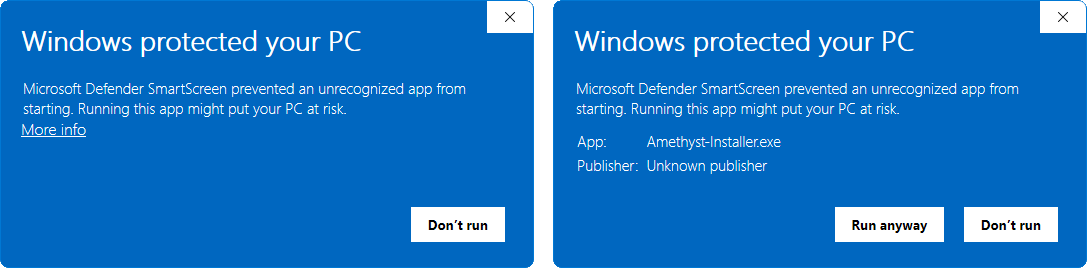 Windows protected your PC
Microsoft Defender SmartScreen prevented an unrecognized app from
starting. Running this app might put your PC at risk.
More info
Don't run
Windows protected your PC
Microsoft Defender SmartScreen prevented an unrecognized app from
starting. Running this app might put your PC at risk.
App: Amethyst-Installer.exe
Publisher: Unknown publisher
Run anyway Don't run